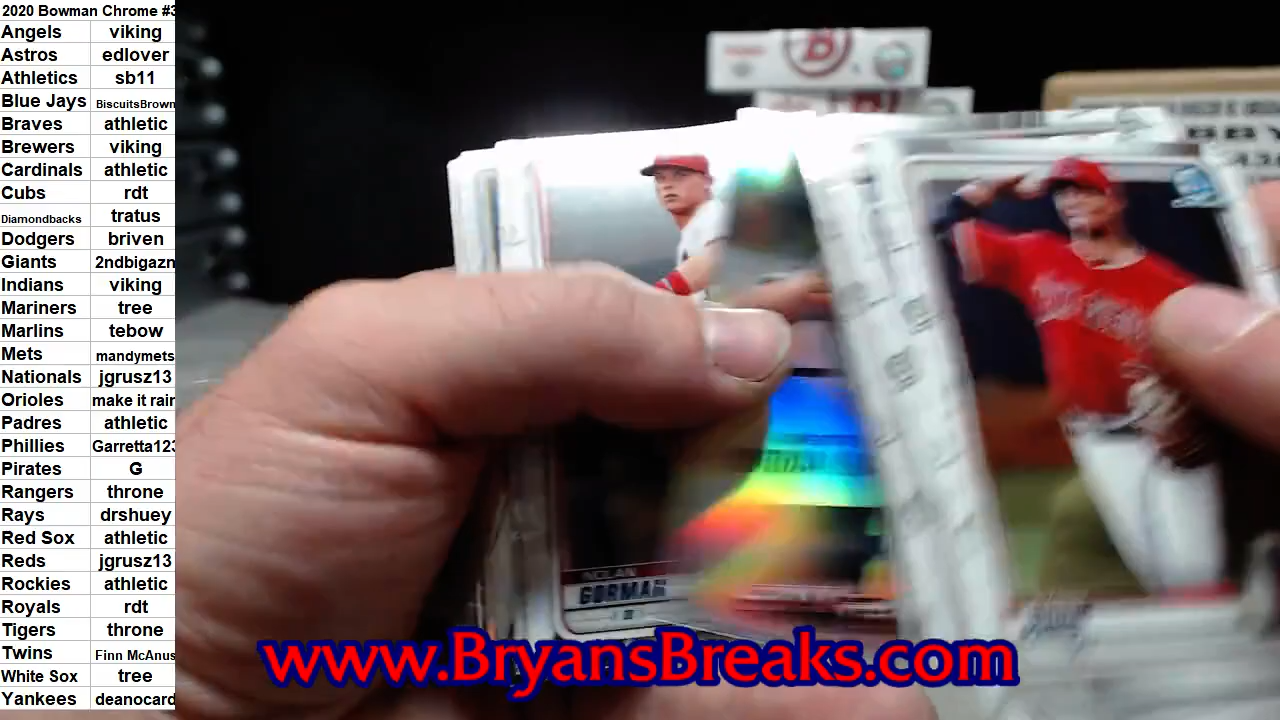 2020 Bowman Chrome #3
Angels viking
Astros edlover
Athletics sb11
Blue Jays BiscuitsBrown
Braves athletic
Brewers viking
Cardinals athletic
Cubs rdt
Diamondbacks tratus
Dodgers briven
Giants 2ndbigazn
Indians viking
Mariners tree
Marlins tebow
Mets mandymets
Nationals jgrusz13
Orioles make it rain
Padres athletic
Phillies Garretta123
Pirates G
Rangers throne
Rays drshuey
Red Sox athletic
Reds jgrusz13
Rockies athletic
Royals rdt
Tigers throne
Twins Finn McAnus
White Sox tree
Yankees deanocard
B
NOLAN
GORMAN
www.BryansBreaks.com